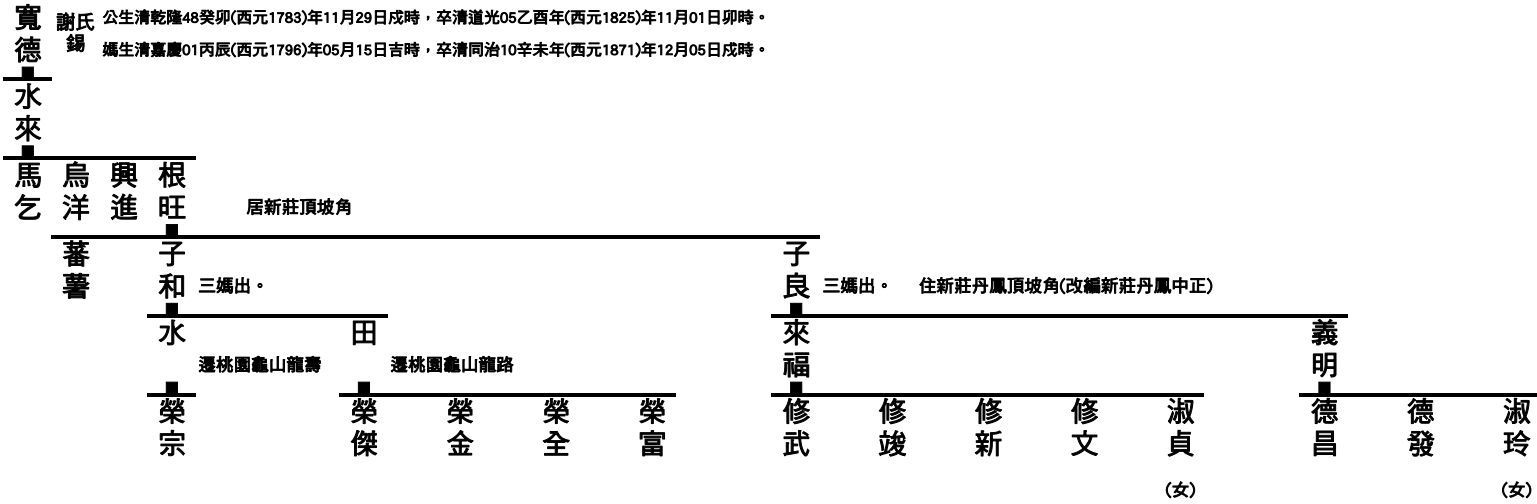 寬德 謝氏錫 公生清乾隆48癸卯(西元1783)年11月29日戌時，卒清道光05乙酉年(西元1825)年11月01日卯時。
媽生清嘉慶01丙辰(西元1796)年05月15日吉時，卒清同治10辛未年(西元1871)年12月05日戌時。
水來
馬乞 烏洋 興進 根旺 居新莊頂坡角
蕃薯 子和 三媽出。 子良 三媽出。 住新莊丹鳳頂坡角(改編新莊丹鳳中正)
水 遷桃園龜山龍壽 田 遷桃園龜山龍路 來福 義明
榮宗 榮傑 榮金 榮全 榮富 修武 修竣 修新 修文 淑貞 德昌 德發 淑玲
(女) (女)